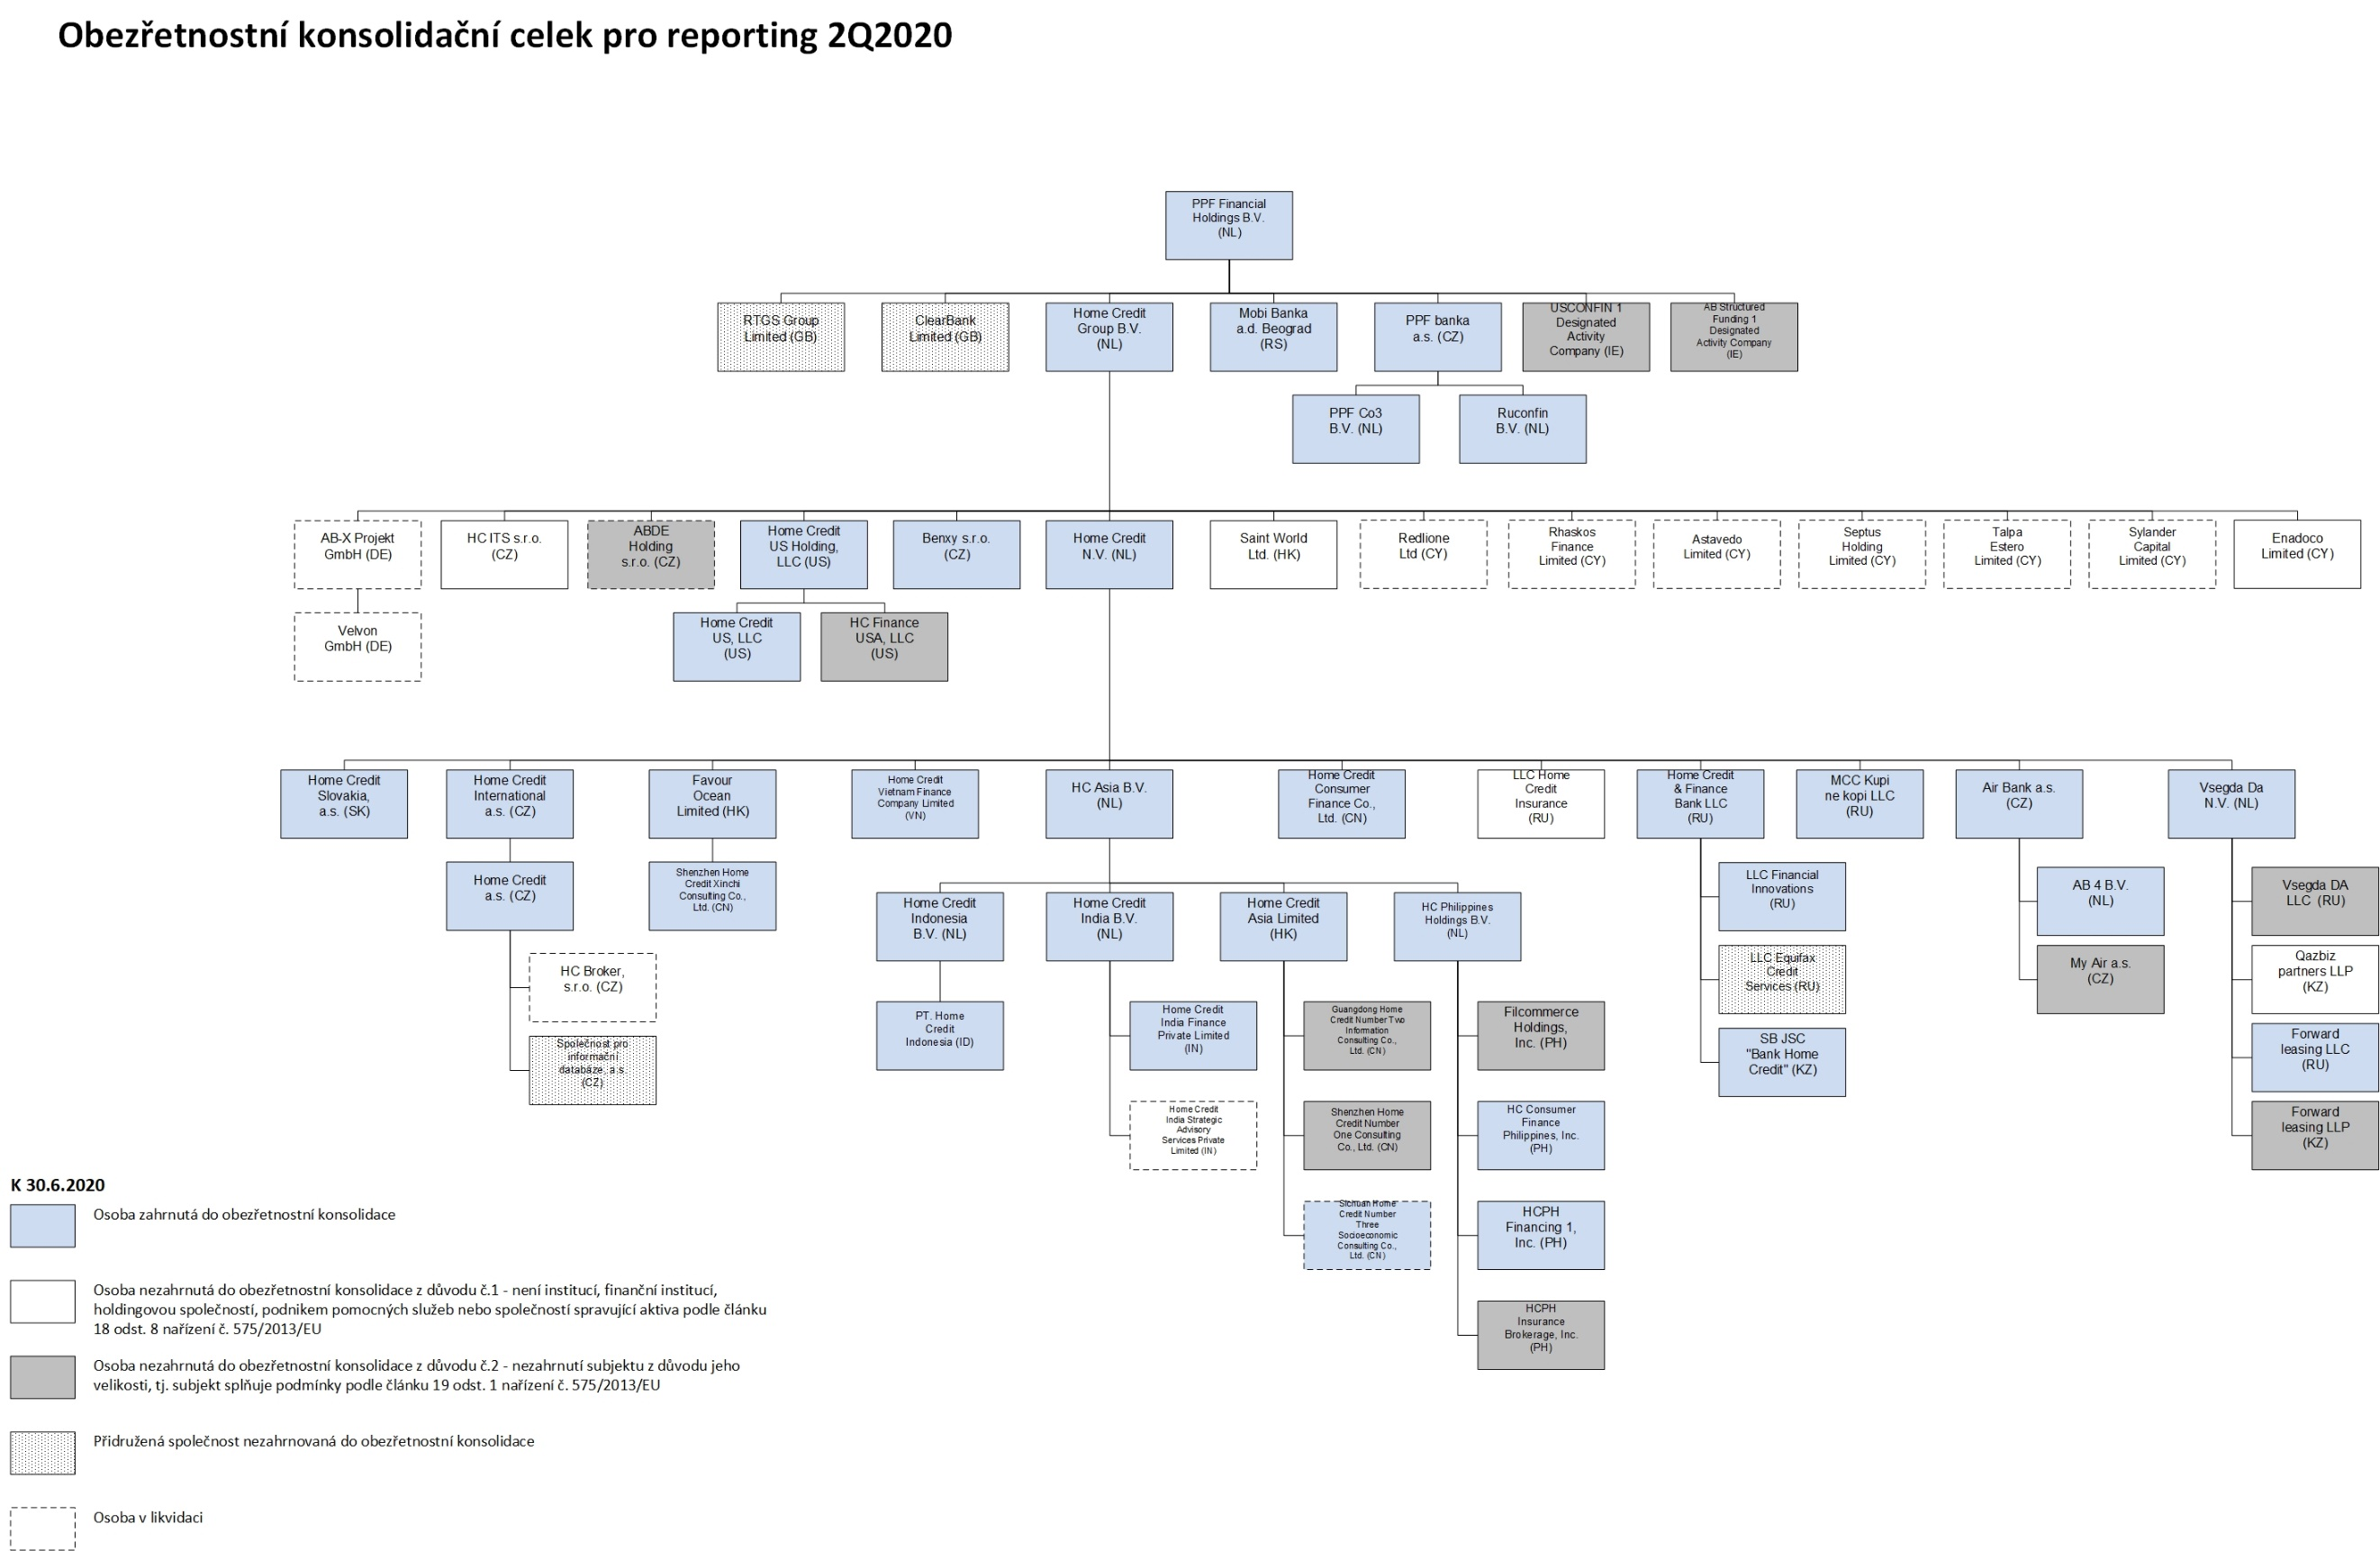 Obezřetnostní konsolidační celek pro reporting 2Q2020
PPF Financial
Holdings B.V.
(NL)
RTGS Group
Limited (GB)
ClearBank
Limited (GB)
Home Credit
Group B.V.
(NL)
Mobi Banka
a.d. Beograd
(RS)
PPF banka
a.s. (CZ)
USCONFIN 1
Designated
Activity
Company (IE)
AB Structured
Funding 1
Designated
Activity Company
(IE)
PPF Co3
B.V. (NL)
Ruconfin
B.V. (NL)
AB-X Projekt
GmbH (DE)
HC ITS s.r.o.
(CZ)
ABDE
Holding
s.r.o. (CZ)
Home Credit
US Holding,
LLC (US)
Benxy s.r.o.
(CZ)
Home Credit
N.V. (NL)
Saint World
Ltd. (HK)
Redlione
Ltd (CY)
Rhaskos
Finance
Limited (CY)
Astavedo
Limited (CY)
Septus
Holding
Limited (CY)
Talpa
Estero
Limited (CY)
Sylander
Capital
Limited (CY)
Enadoco
Limited (CY)
Velvon
GmbH (DE)
Home Credit
US, LLC
(US)
HC Finance
USA, LLC
(US)
Home Credit
Slovakia,
a.s. (SK)
Home Credit
International
a.s. (CZ)
Favour
Ocean
Limited (HK)
Home Credit
Vietnam Finance
Company Limited
(VN)
HC Asia B.V.
(NL)
Home Credit
Consumer
Finance Co.,
Ltd. (CN)
LLC Home
Credit
Insurance
(RU)
Home Credit
& Finance
Bank LLC
(RU)
MCC Kupi
ne kopi LLC
(RU)
Air Bank a.s.
(CZ)
Vsegda Da
N.V. (NL)
Home Credit
a.s. (CZ)
Shenzhen Home
Credit Xinchi
Consulting Co.,
Ltd. (CN)
Home Credit
Indonesia
B.V. (NL)
Home Credit
India B.V.
(NL)
Home Credit
Asia Limited
(HK)
HC Philippines
Holdings B.V.
(NL)
LLC Financial
Innovations
(RU)
AB 4 B.V.
(NL)
Vsegda DA
LLC (RU)
HC Broker,
s.r.o. (CZ)
LLC Equifax
Credit
Services (RU)
My Air a.s.
(CZ)
Qazbiz
partners LLP
(KZ)
Společnost pro
informační
databáze, a.s.
(CZ)
PT. Home
Credit
Indonesia (ID)
Home Credit
India Finance
Private Limited
(IN)
Guangdong Home
Credit Number Two
Information
Consulting Co.,
Ltd. (CN)
Filcommerce
Holdings,
Inc. (PH)
SB JSC
"Bank Home
Credit" (KZ)
Forward
leasing LLC
(RU)
Home Credit
India Strategic
Advisory
Services Private
Limited (IN)
Shenzhen Home
Credit Number
One Consulting
Co., Ltd. (CN)
HC Consumer
Finance
Philippines, Inc.
(PH)
Forward
leasing LLP
(KZ)
Sichuan Home
Credit Number
Three
Socioeconomic
Consulting Co.,
Ltd. (CN)
HCPH
Financing 1,
Inc. (PH)
HCPH
Insurance
Brokerage, Inc.
(PH)
K 30.6.2020
Osoba zahrnutá do obezřetnostní konsolidace
Osoba nezahrnutá do obezřetnostní konsolidace z důvodu č.1 - není institucí, finanční institucí,
holdingovou společností, podnikem pomocných služeb nebo společností spravující aktiva podle článku
18 odst. 8 nařízení č. 575/2013/EU
Osoba nezahrnutá do obezřetnostní konsolidace z důvodu č.2 - nezahrnutí subjektu z důvodu jeho
velikosti, tj. subjekt splňuje podmínky podle článku 19 odst. 1 nařízení č. 575/2013/EU
Přidružená společnost nezahrnovaná do obezřetnostní konsolidace
Osoba v likvidaci